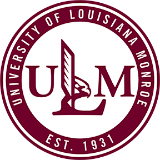 UNIVERSITY OF LOUISIANA MONROE
ULM
EST. 1931